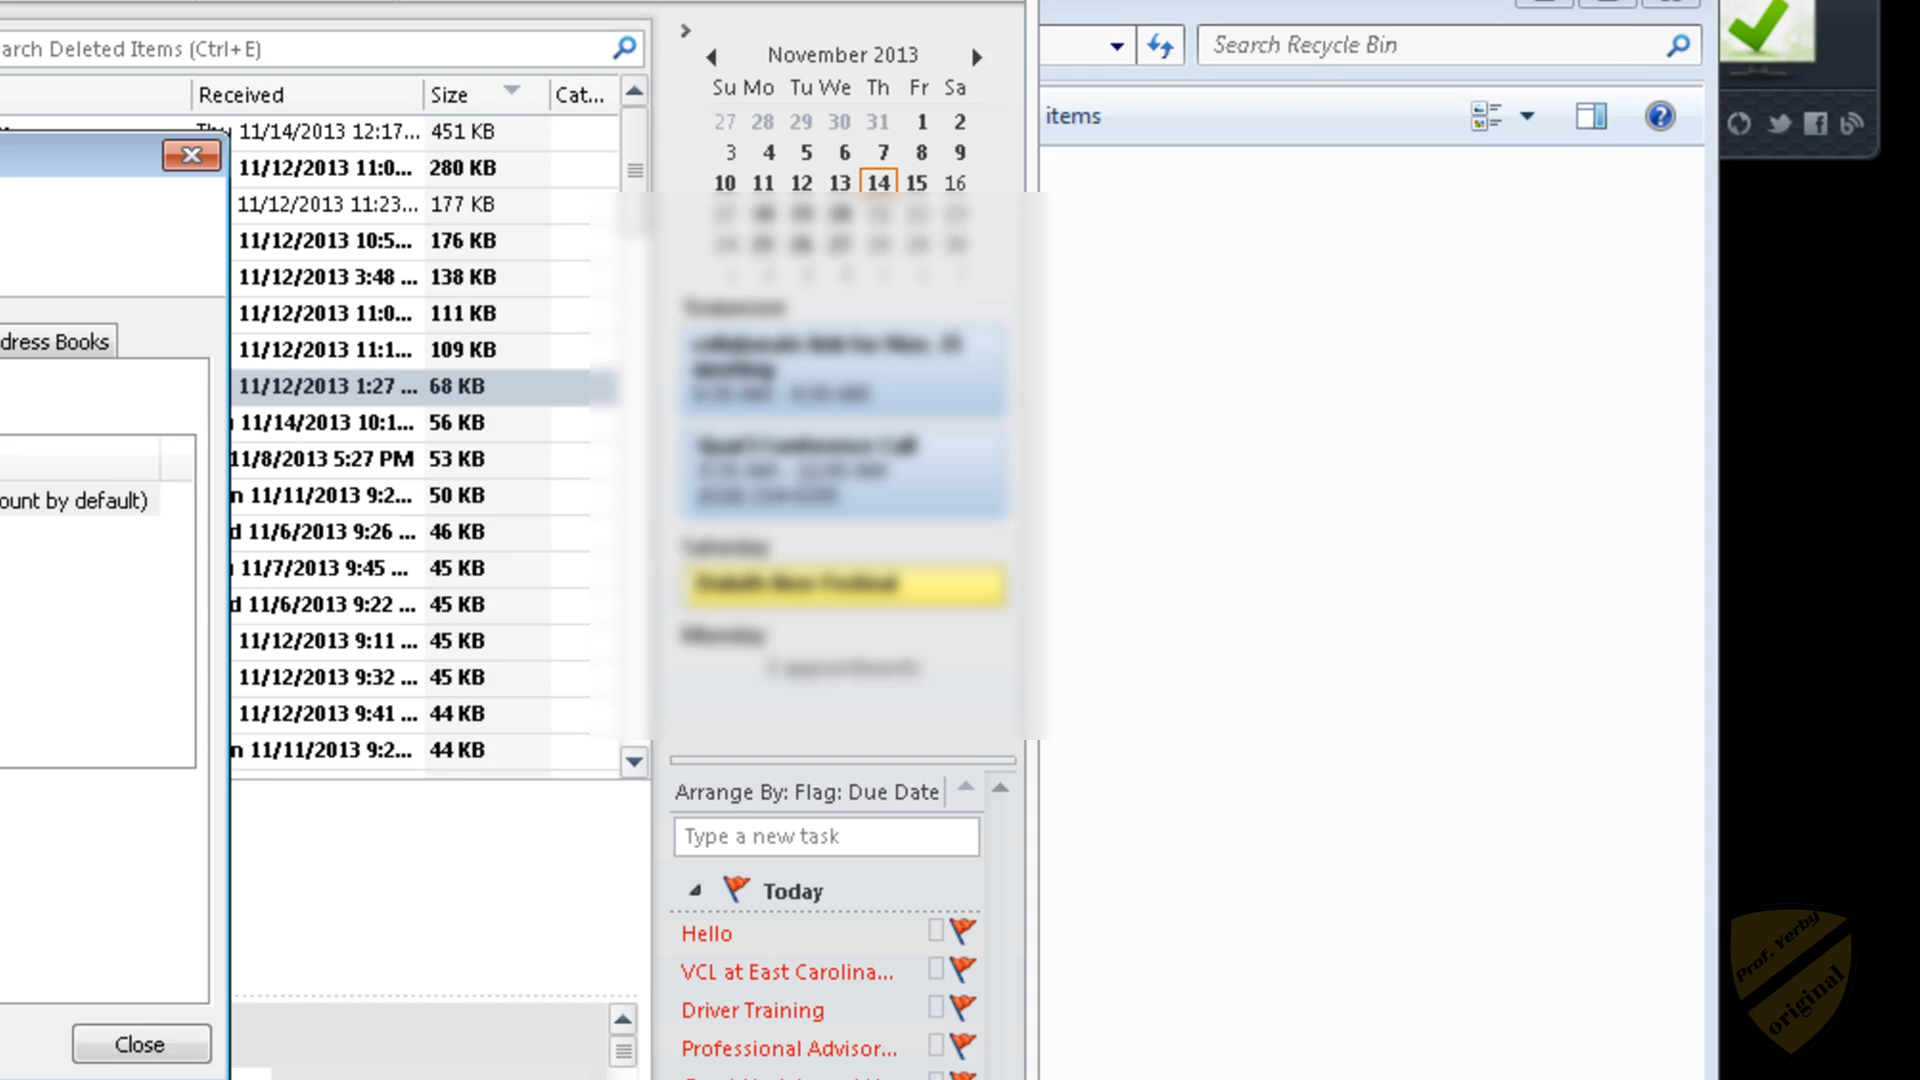 arch Deleted Items (Ctrl+E)
Received Size Cat...
11/14/2013 12:17... 451 KB
11/12/2013 11:0... 280 KB
11/12/2013 11:23... 177 KB
11/12/2013 10:5... 176 KB
11/12/2013 3:48 ... 138 KB
11/12/2013 11:0... 111 KB
11/12/2013 11:1... 109 KB
11/12/2013 1:27 ... 68 KB
11/14/2013 10:1... 56 KB
11/8/2013 5:27 PM 53 KB
n 11/11/2013 9:2... 50 KB
d 11/6/2013 9:26 ... 46 KB
11/7/2013 9:45 ... 45 KB
d 11/6/2013 9:22 ... 45 KB
11/12/2013 9:11 ... 45 KB
11/12/2013 9:32 ... 45 KB
11/12/2013 9:41 ... 44 KB
n 11/11/2013 9:2... 44 KB
dress Books
ount by default)
Close
November 2013
Su Mo Tu We Th Fr Sa
27 28 29 30 31 1 2
3 4 5 6 7 8 9
10 11 12 13 14 15 16
Arrange By: Flag: Due Date
Type a new task
Today
Hello
VCL at East Carolina...
Driver Training
Professional Advisor...
Search Recycle Bin
items
Prof. Yerby
original